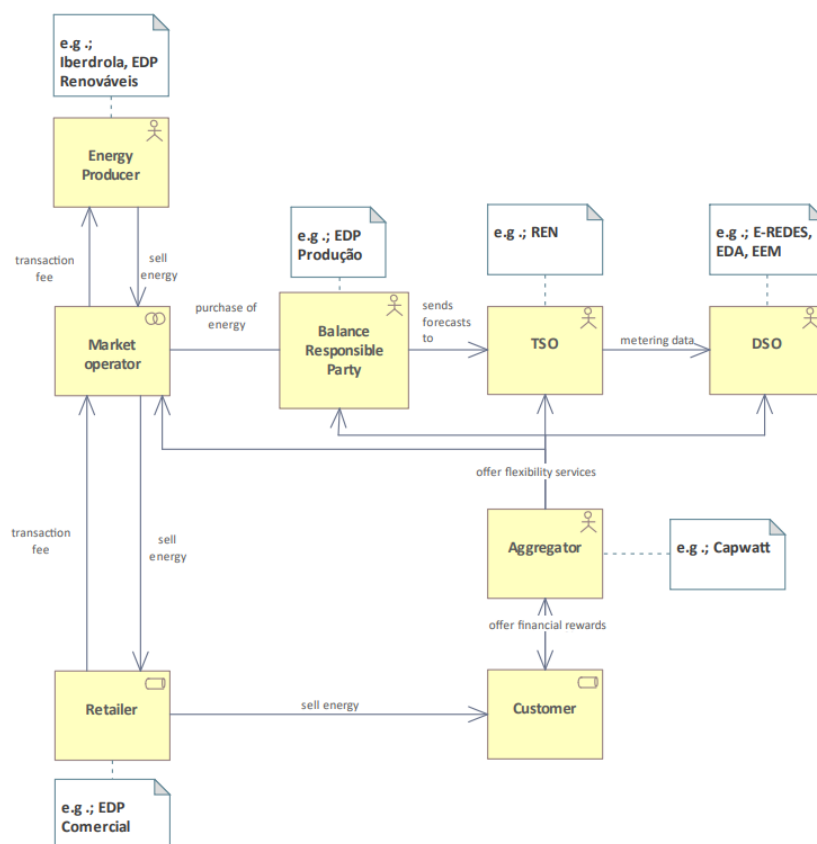 e.g .;
Iberdrola, EDP
Renováveis
Energy
Producer
transaction
fee
sell
energy
e.g .; EDP
Produção
e.g .; REN
e.g .; E-REDES,
EDA, EEM
Market
operator
purchase of
energy
Balance
Responsible
Party
sends
forecasts
to
TSO
metering data
DSO
offer flexibility services
transaction
fee
sell
energy
Aggregator
e.g .; Capwatt
offer financial rewards
Retailer
sell energy
Customer
e.g .; EDP
Comercial